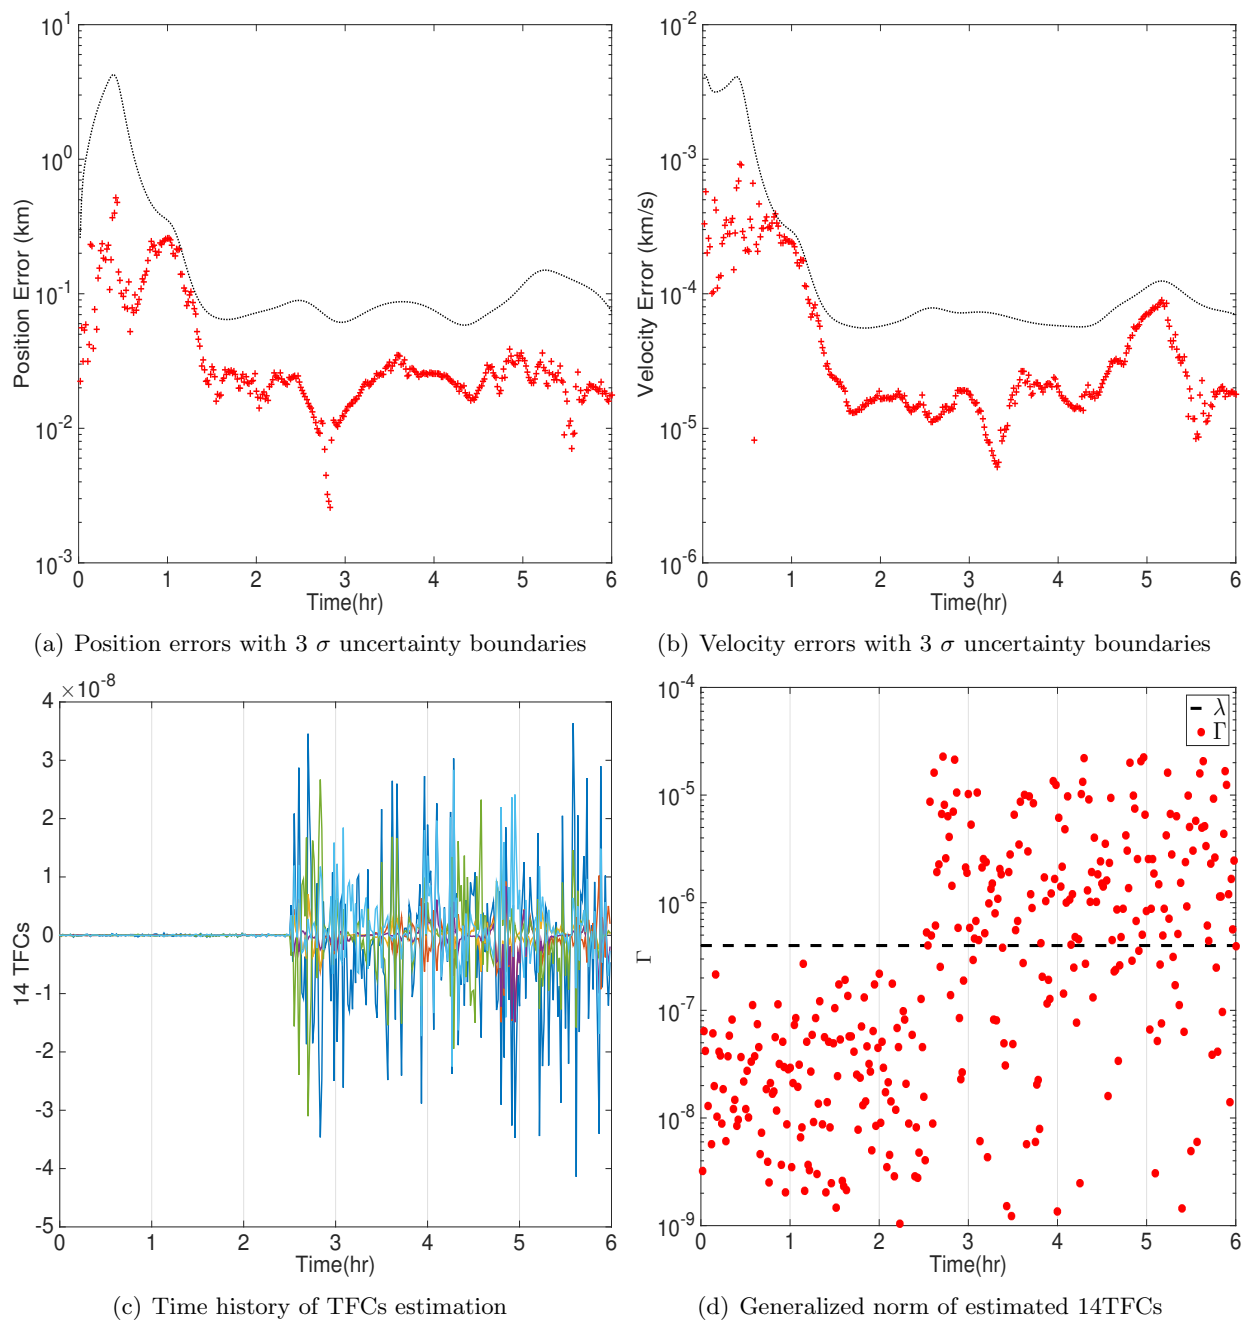 10^1
10^0
10^-1
10^-2
10^-3
Position Error (km)
0 1 2 3 4 5 6
Time(hr)
10^-2
10^-3
10^-4
10^-5
10^-6
Velocity Error (km/s)
0 1 2 3 4 5 6
Time(hr)
(a) Position errors with 3 σ uncertainty boundaries
(b) Velocity errors with 3 σ uncertainty boundaries
×10^-8
4
3
2
1
0
-1
-2
-3
-4
-5
14 TFCs
0 1 2 3 4 5 6
Time(hr)
10^-4
10^-5
10^-6
10^-7
10^-8
10^-9
Γ
λ
Γ
0 1 2 3 4 5 6
Time(hr)
(c) Time history of TFCs estimation
(d) Generalized norm of estimated 14TFCs